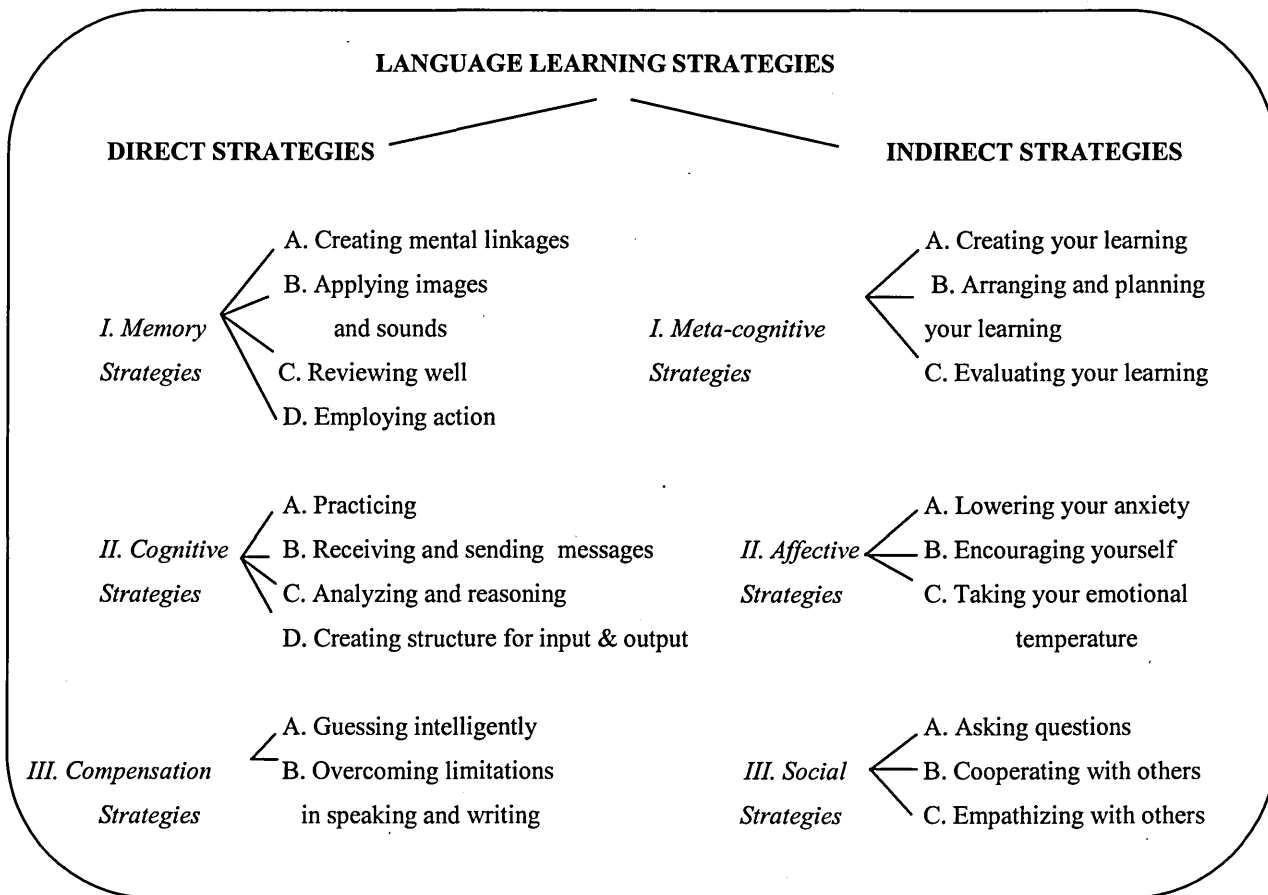 LANGUAGE LEARNING STRATEGIES
DIRECT STRATEGIES
I. Memory
Strategies
A. Creating mental linkages
B. Applying images
and sounds
C. Reviewing well
D. Employing action
II. Cognitive
Strategies
A. Practicing
B. Receiving and sending messages
C. Analyzing and reasoning
D. Creating structure for input & output
III. Compensation
Strategies
A. Guessing intelligently
B. Overcoming limitations
in speaking and writing
INDIRECT STRATEGIES
I. Meta-cognitive
Strategies
A. Creating your learning
B. Arranging and planning
your learning
C. Evaluating your learning
II. Affective
Strategies
A. Lowering your anxiety
B. Encouraging yourself
C. Taking your emotional
temperature
III. Social
Strategies
A. Asking questions
B. Cooperating with others
C. Empathizing with others